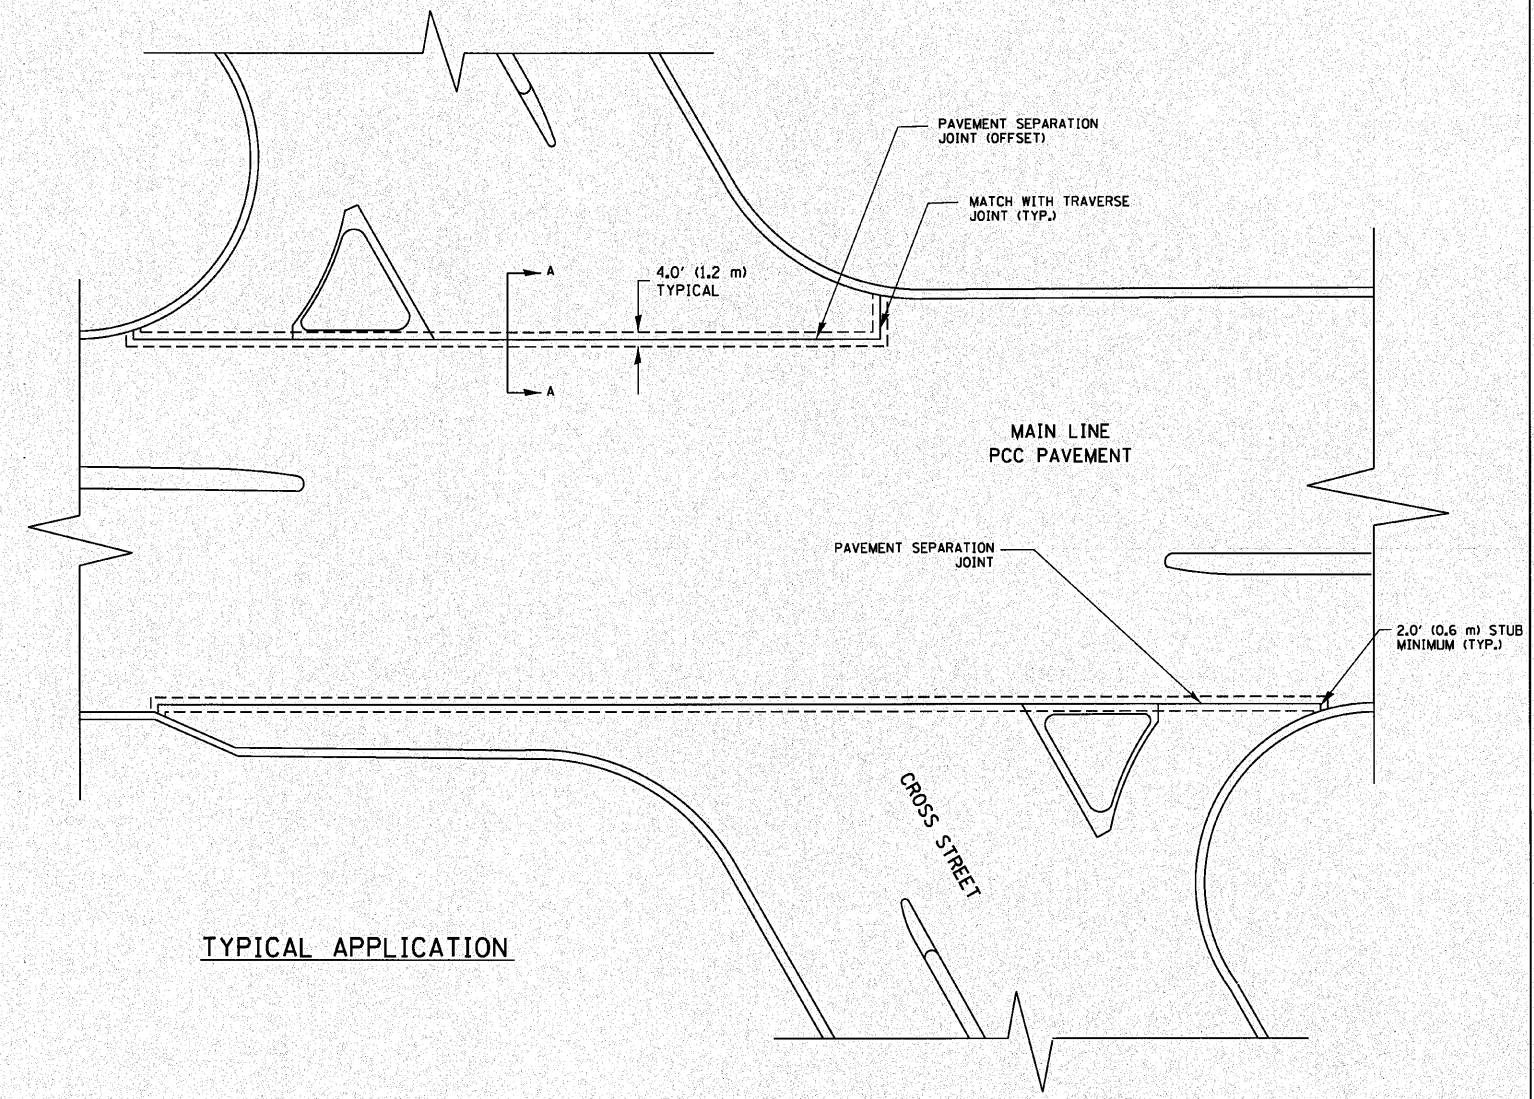 PAVEMENT SEPARATION
JOINT (OFFSET)
MATCH WITH TRAVERSE
JOINT (TYP.)
A
4.0' (1.2 m)
TYPICAL
A
MAIN LINE
PCC PAVEMENT
PAVEMENT SEPARATION
JOINT
2.0' (0.6 m) STUB
MINIMUM (TYP.)
CROSS STREET
TYPICAL APPLICATION